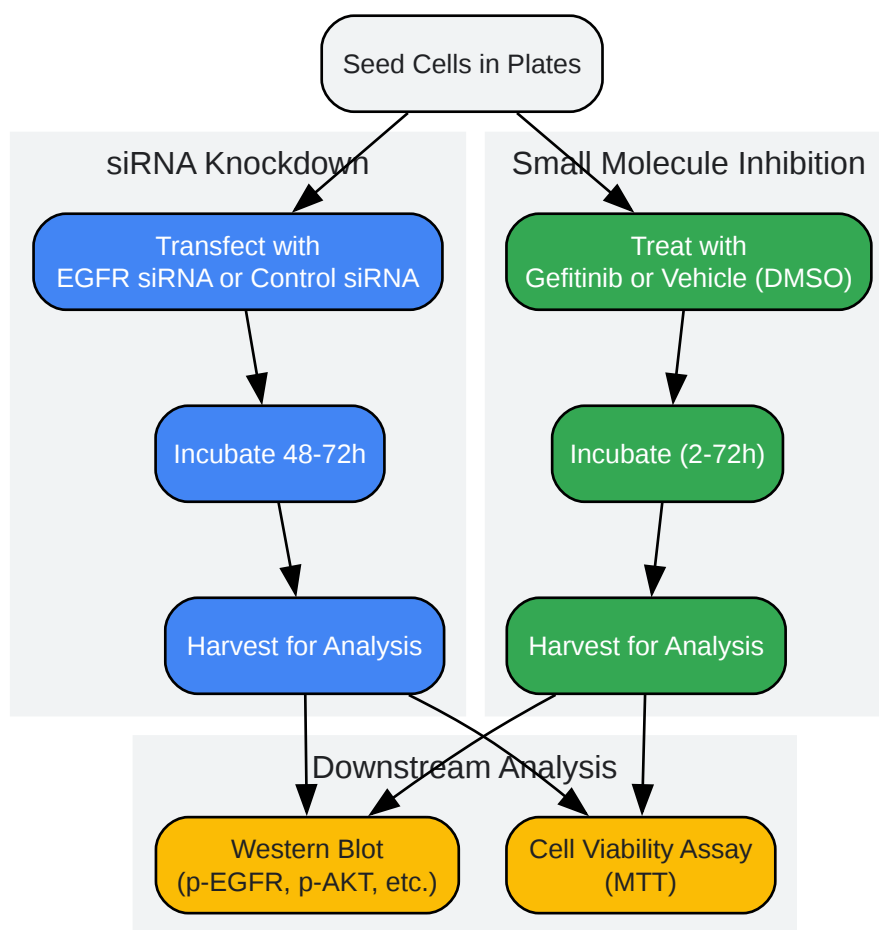 Seed Cells in Plates
siRNA Knockdown
Small Molecule Inhibition
Transfect with
EGFR siRNA or Control siRNA
Treat with
Gefitinib or Vehicle (DMSO)
Incubate 48-72h
Incubate (2-72h)
Harvest for Analysis
Harvest for Analysis
Downstream Analysis
Western Blot
(p-EGFR, p-AKT, etc.)
Cell Viability Assay
(MTT)